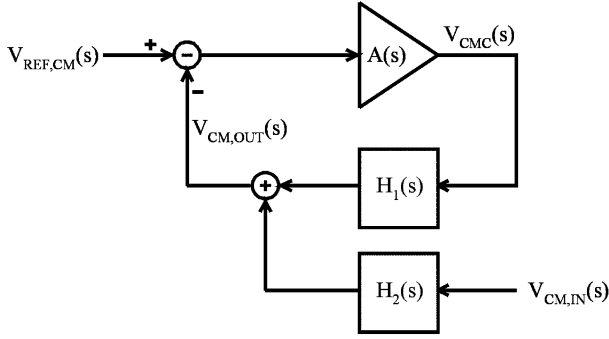 V_CMC(s)
+
V_REF,CM(s)
−
A(s)
−
V_CM,OUT(s)
+
H_1(s)
H_2(s)
V_CM,IN(s)